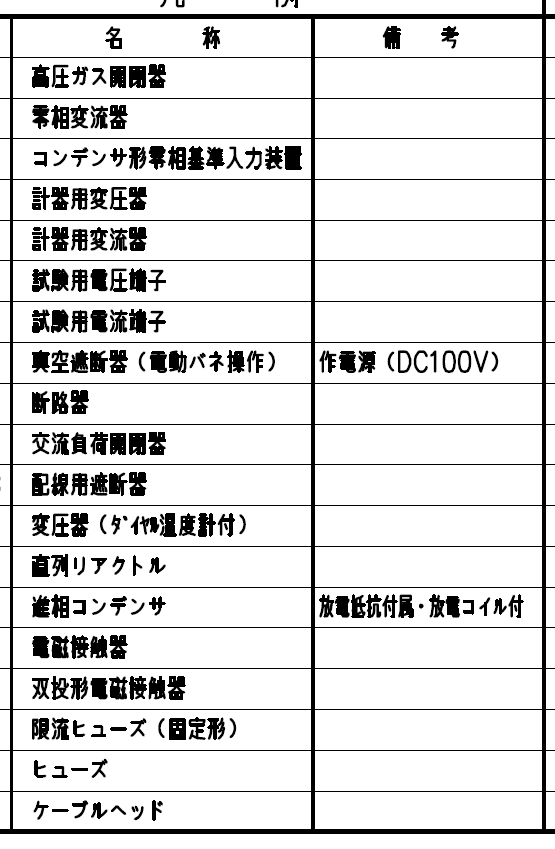 名 称 備 考
高圧ガス開閉器
零相変流器
コンデンサ形零相基準入力装置
計器用変圧器
計器用変流器
試験用電圧端子
試験用電流端子
真空遮断器（電動バネ操作） 作電源（DC100V）
断路器
交流負荷開閉器
配線用遮断器
変圧器（ﾀﾞｲﾔﾙ温度計付）
直列リアクトル
進相コンデンサ 放電抵抗付属・放電コイル付
電磁接触器
双投形電磁接触器
限流ヒューズ（固定形）
ヒューズ
ケーブルヘッド